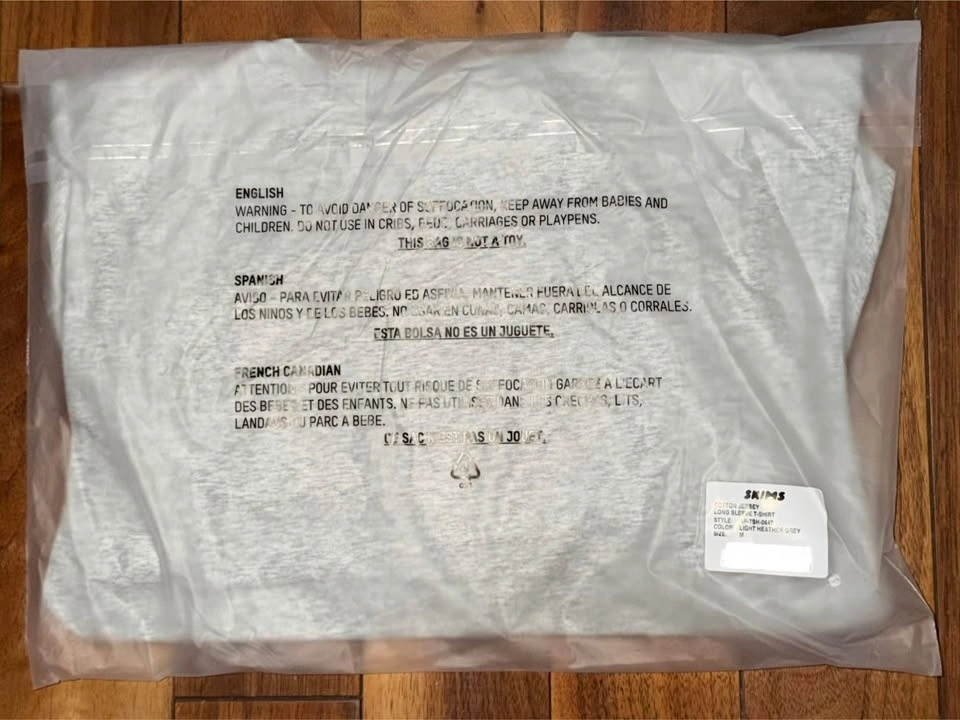 ENGLISH
WARNING - TO AVOID DANGER OF SUFFOCATION, KEEP AWAY FROM BABIES AND
CHILDREN. DO NOT USE IN CRIBS, BEDS, CARRIAGES OR PLAYPENS.
THIS BAG IS NOT A TOY.
SPANISH
AVISO - PARA EVITAR PELIGRO ED ASFIXIA, MANTENER FUERA DEL ALCANCE DE
LOS NINOS Y DE LOS BEBES. NO USAR EN CUNAS, CAMAS, CARRIOLAS O CORRALES.
ESTA BOLSA NO ES UN JUGUETE.
FRENCH CANADIAN
ATTENTION - POUR EVITER TOUT RISQUE DE SUFFOCATION GARDEZ A L'ECART
DES BEBES ET DES ENFANTS. NE PAS UTILISER DANS LES CRECHES, LITS,
LANDAUS OU PARC A BEBE.
CE SAC N'EST PAS UN JOUET.
SKIMS
COTTON JERSEY
LONG SLEEVE T-SHIRT
STYLE: -TSH-0647
COLOR: LIGHT HEATHER GREY
SIZE: M